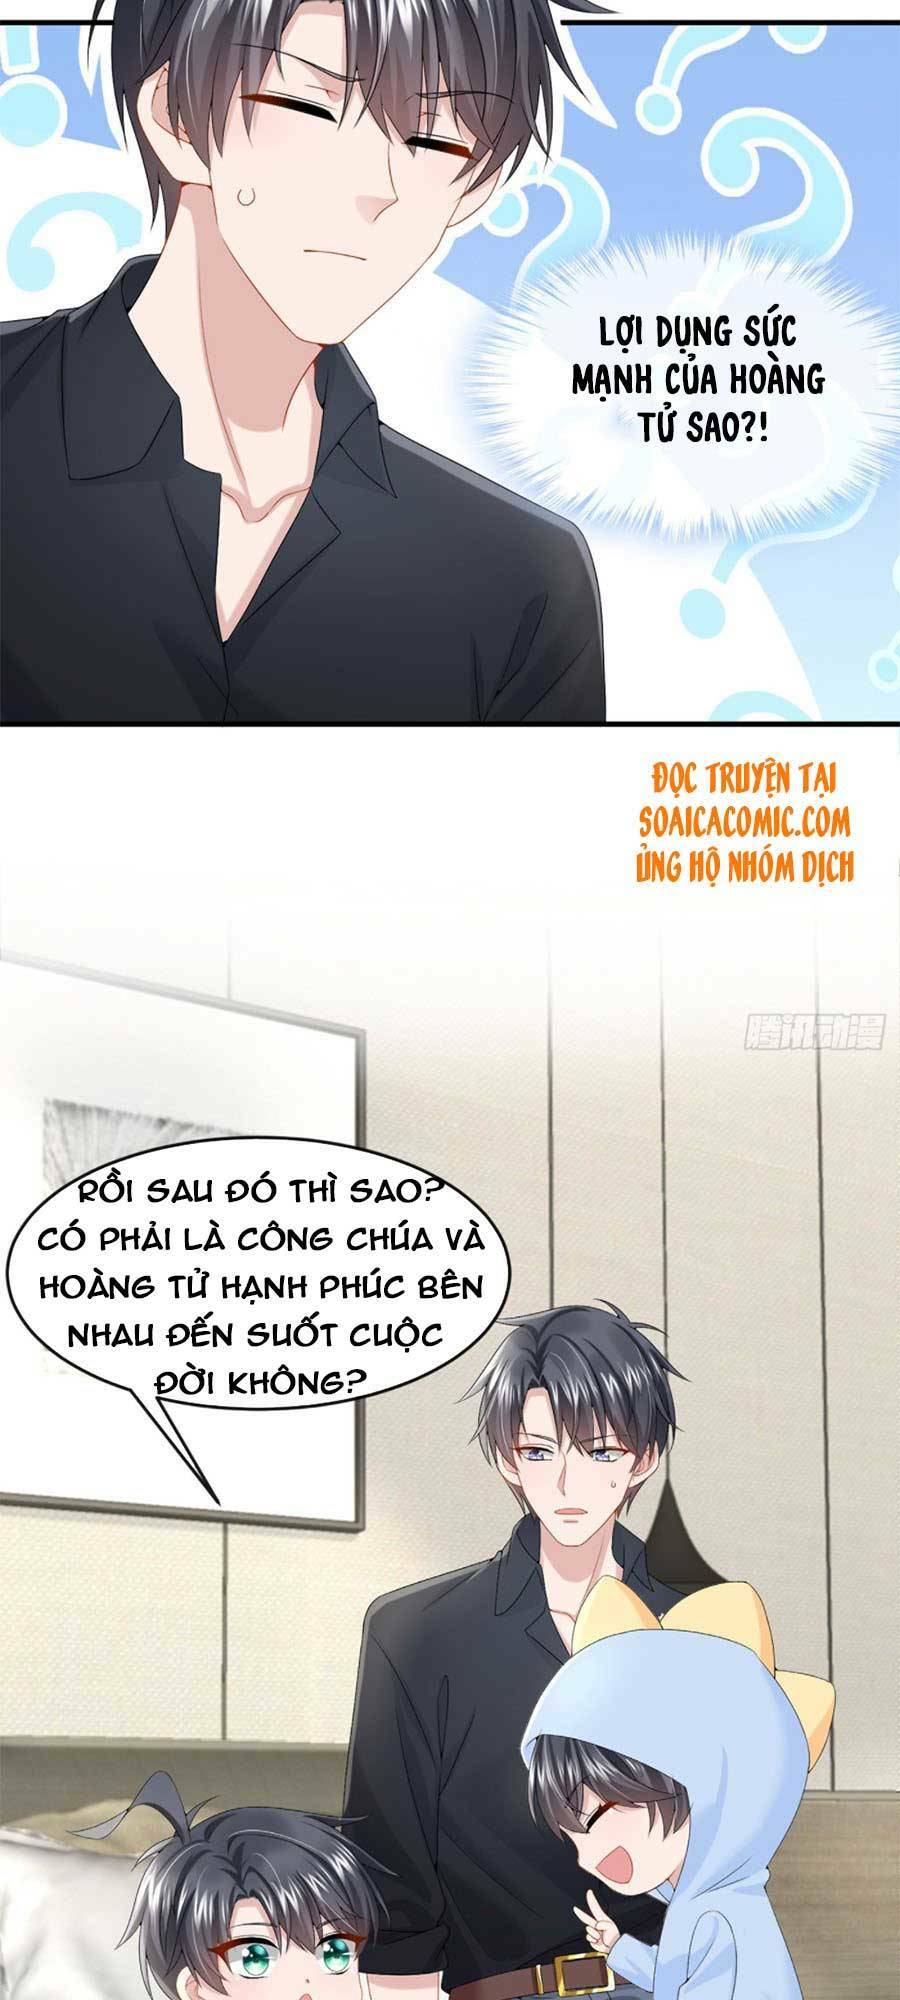 LỢI DỤNG SỨC
MẠNH CỦA HOÀNG
TỬ SAO?!
ĐỌC TRUYỆN TẠI
SOAICACOMIC.COM
ỦNG HỘ NHÓM DỊCH
腾讯动漫
RỒI SAU ĐÓ THÌ SAO?
CÓ PHẢI LÀ CÔNG CHÚA VÀ
HOÀNG TỬ HẠNH PHÚC BÊN
NHAU ĐẾN SUỐT CUỘC
ĐỜI KHÔNG?